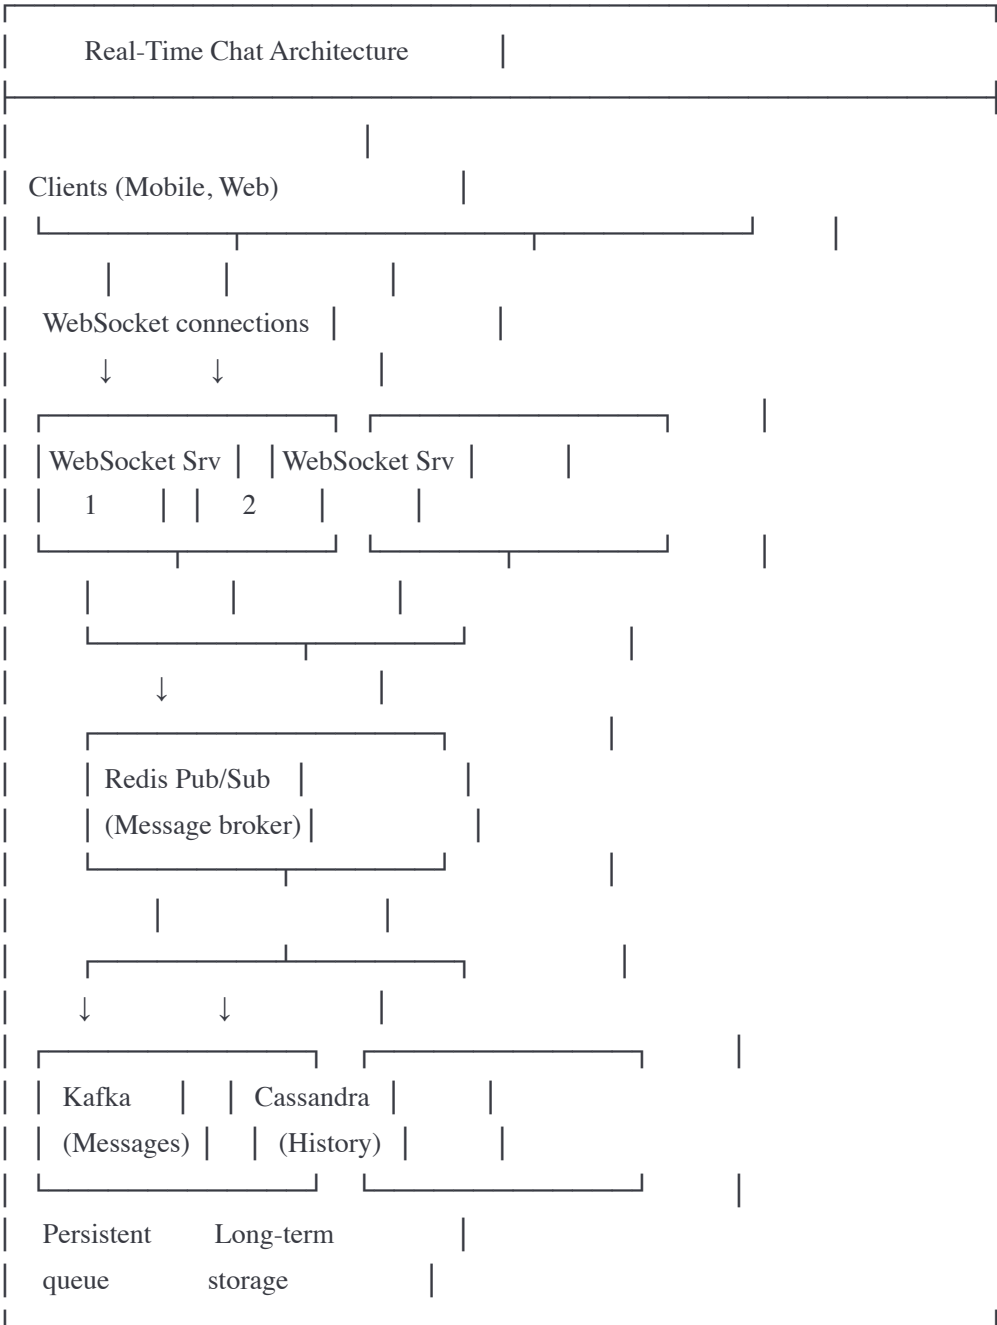 Real-Time Chat Architecture
Clients (Mobile, Web)
WebSocket connections
↓ ↓
WebSocket Srv WebSocket Srv
1 2
↓
Redis Pub/Sub
(Message broker)
↓ ↓
Kafka Cassandra
(Messages) (History)
Persistent Long-term
queue storage